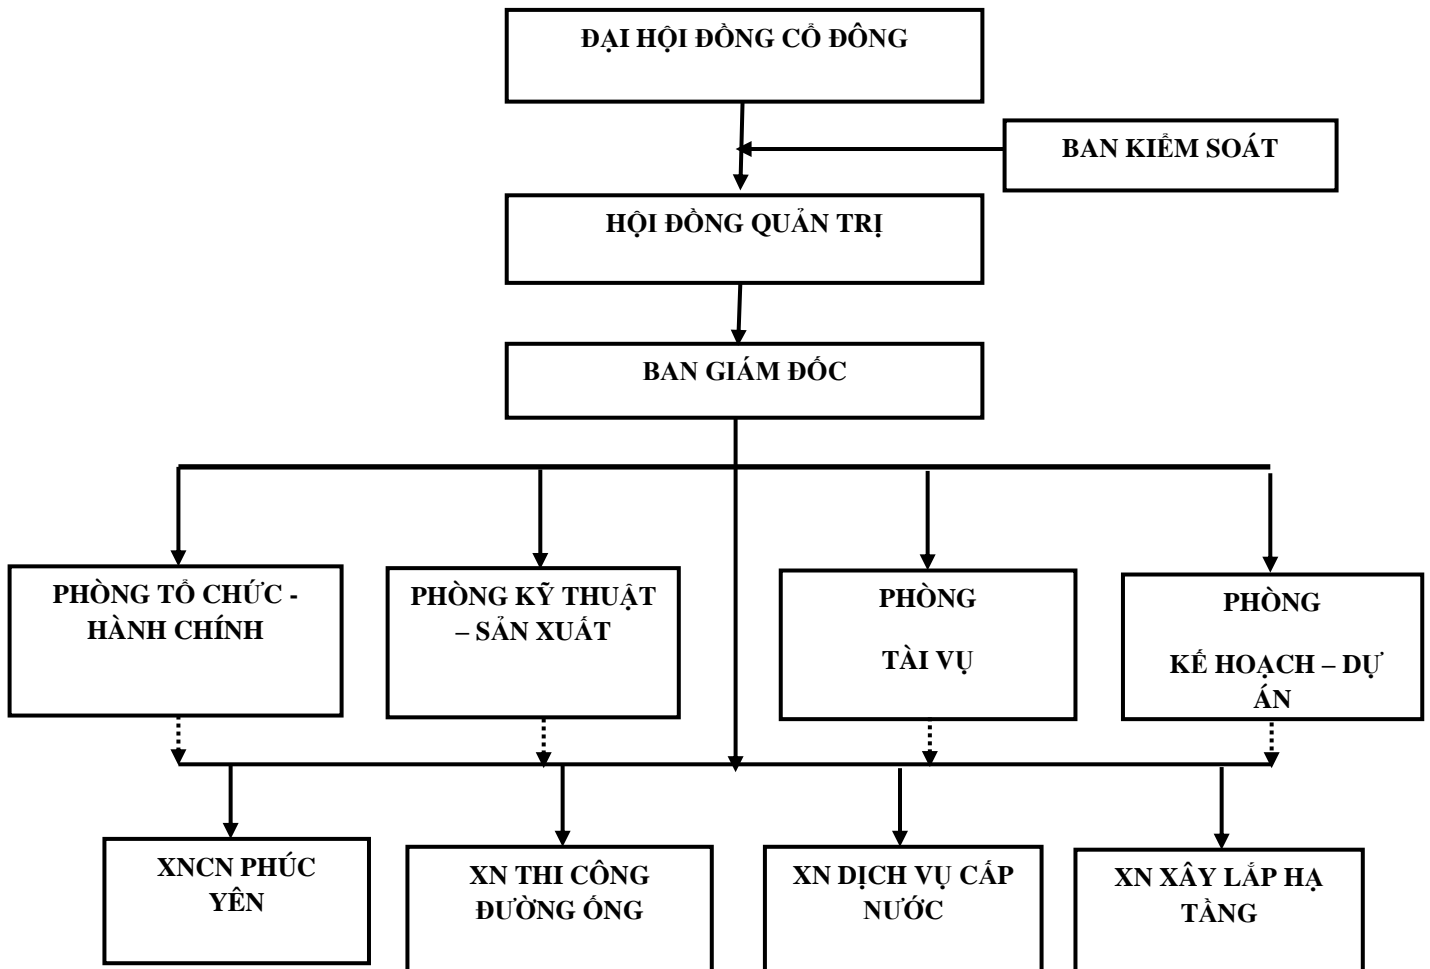 ĐẠI HỘI ĐỒNG CỔ ĐÔNG
BAN KIỂM SOÁT
HỘI ĐỒNG QUẢN TRỊ
BAN GIÁM ĐỐC
PHÒNG TỔ CHỨC -
HÀNH CHÍNH
PHÒNG KỸ THUẬT
– SẢN XUẤT
PHÒNG
TÀI VỤ
PHÒNG
KẾ HOẠCH – DỰ
ÁN
XNCN PHÚC
YÊN
XN THI CÔNG
ĐƯỜNG ỐNG
XN DỊCH VỤ CẤP
NƯỚC
XN XÂY LẮP HẠ
TẦNG